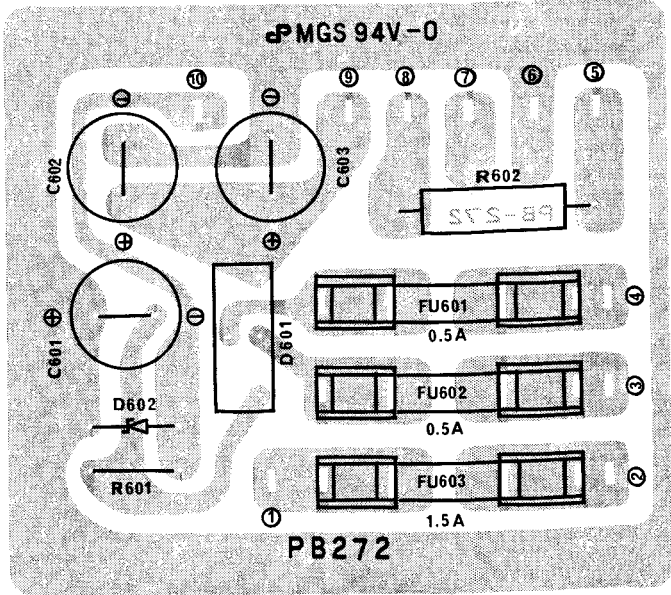 MGS 94V-0
⑩ ⑨ ⑧ ⑦ ⑥ ⑤
⊖ ⊖
C602
C603
R602
PB-272
⊕ ⊕
④
FU601
0.5A
D601
⊕ ⊖
C601
③
FU602
0.5A
D602
R601
②
FU603
1.5A
①
PB272